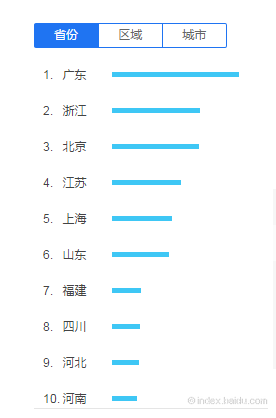 省份 区域 城市
1. 广东
2. 浙江
3. 北京
4. 江苏
5. 上海
6. 山东
7. 福建
8. 四川
9. 河北
10. 河南
© index.baidu.com